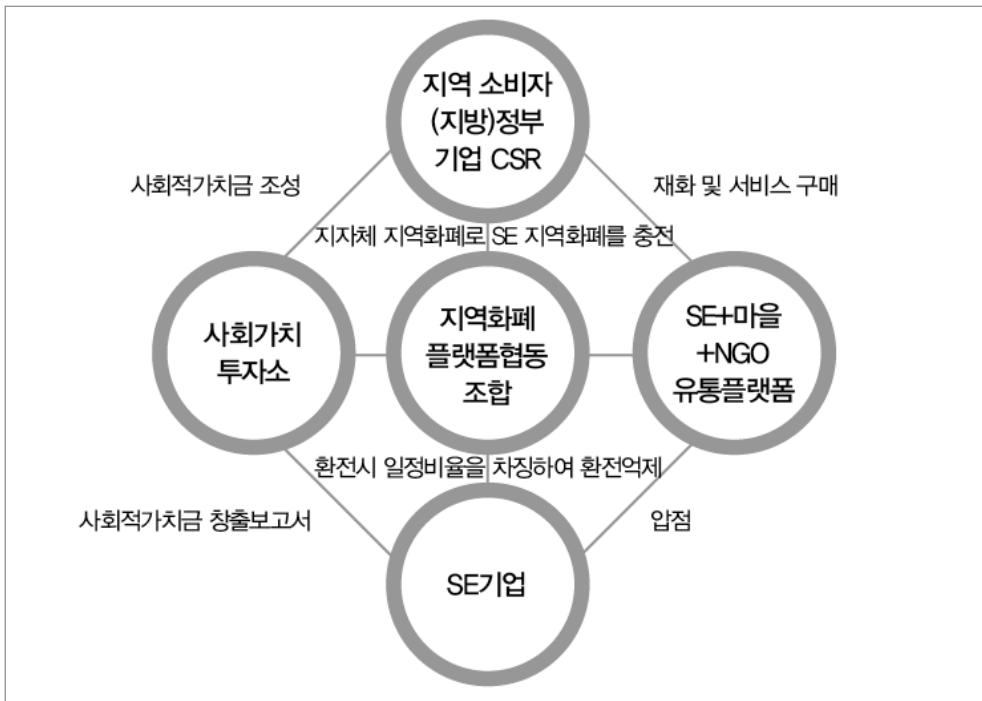 지역 소비자
(지방)정부
기업 CSR
사회적가치금 조성
재화 및 서비스 구매
지자체 지역화폐로 SE 지역화폐를 충전
사회가치
투자소
지역화폐
플랫폼협동
조합
SE+마을
+NGO
유통플랫폼
환전시 일정비율을 차징하여 환전억제
사회적가치금 창출보고서
압점
SE기업